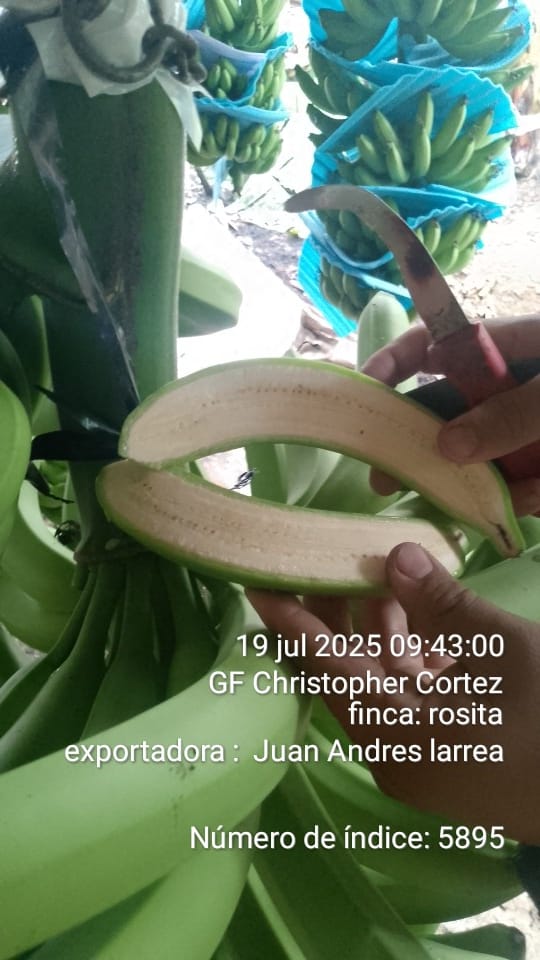 19 jul 2025 09:43:00
GF Christopher Cortez
finca: rosita
exportadora :  Juan Andres larrea
Número de índice: 5895